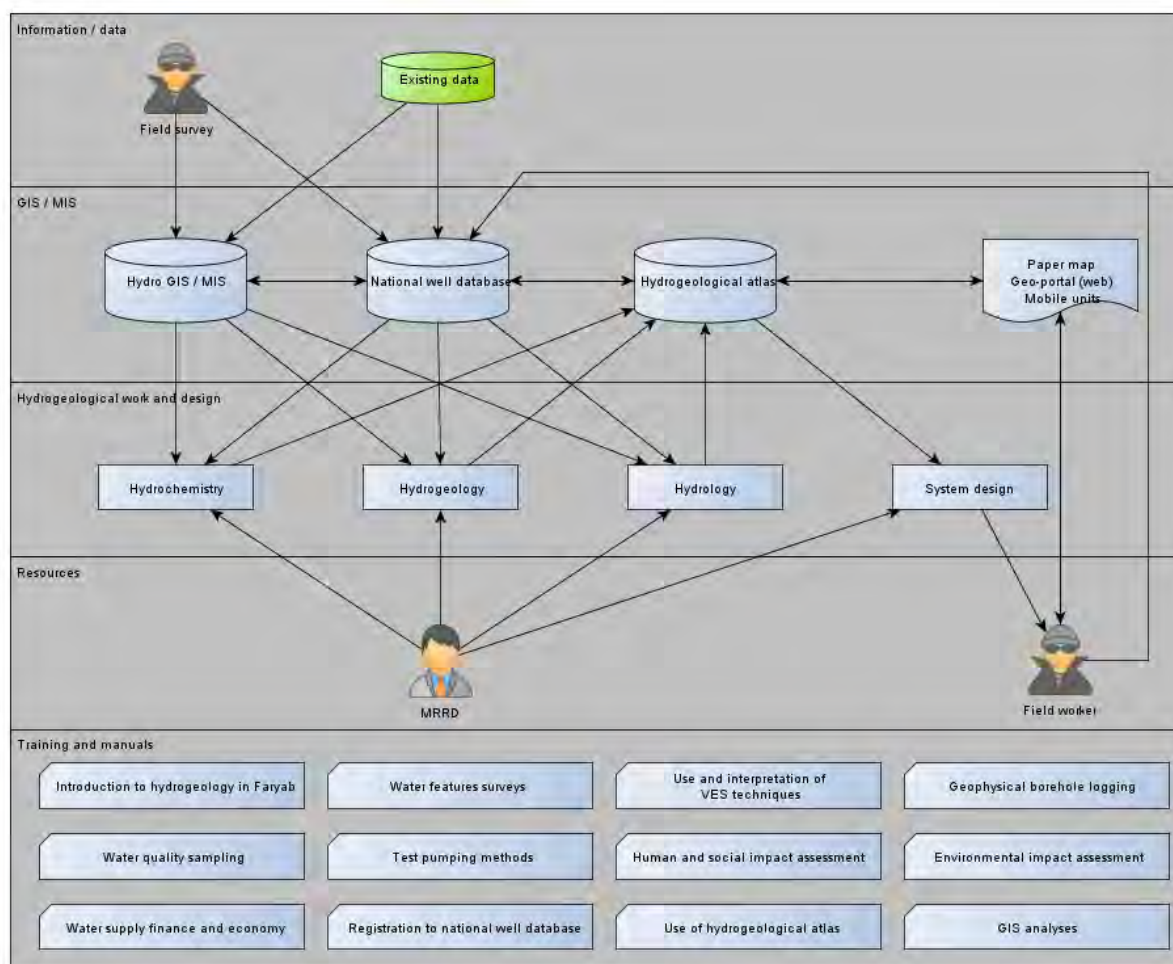 Information / data
Existing data
Field survey
GIS / MIS
Hydro GIS / MIS
National well database
Hydrogeological atlas
Paper map
Geo-portal (web)
Mobile units
Hydrogeological work and design
Hydrochemistry
Hydrogeology
Hydrology
System design
Resources
MRRD
Field worker
Training and manuals
Introduction to hydrogeology in Faryab
Water features surveys
Use and interpretation of
VES techniques
Geophysical borehole logging
Water quality sampling
Test pumping methods
Human and social impact assessment
Environmental impact assessment
Water supply finance and economy
Registration to national well database
Use of hydrogeological atlas
GIS analyses